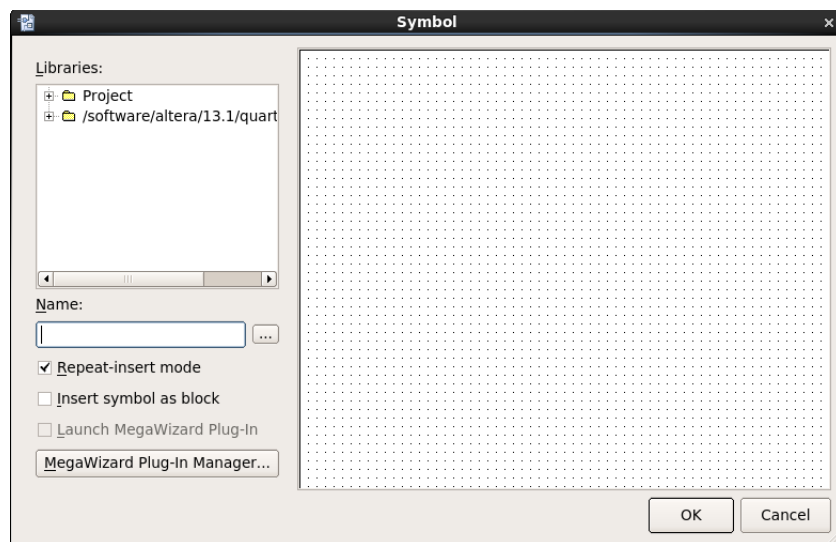 Symbol
Libraries:
Project
/software/altera/13.1/quart
Name:
...
Repeat-insert mode
Insert symbol as block
Launch MegaWizard Plug-In
MegaWizard Plug-In Manager...
OK
Cancel